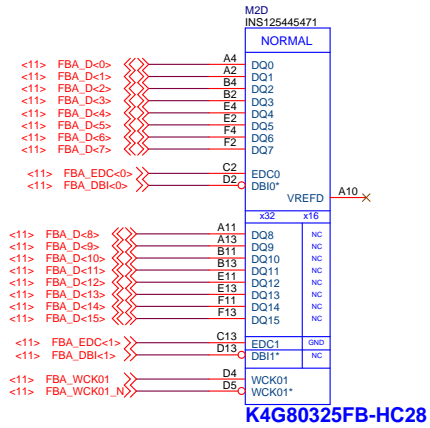 M2D
INS125445471
NORMAL
<11> FBA_D<0> A4 DQ0
<11> FBA_D<1> A2 DQ1
<11> FBA_D<2> B4 DQ2
<11> FBA_D<3> B2 DQ3
<11> FBA_D<4> E4 DQ4
<11> FBA_D<5> E2 DQ5
<11> FBA_D<6> F4 DQ6
<11> FBA_D<7> F2 DQ7
<11> FBA_EDC<0> C2 EDC0
<11> FBA_DBI<0> D2 DBI0*
VREFD A10
x32 x16
<11> FBA_D<8> A11 DQ8 NC
<11> FBA_D<9> A13 DQ9 NC
<11> FBA_D<10> B11 DQ10 NC
<11> FBA_D<11> B13 DQ11 NC
<11> FBA_D<12> E11 DQ12 NC
<11> FBA_D<13> E13 DQ13 NC
<11> FBA_D<14> F11 DQ14 NC
<11> FBA_D<15> F13 DQ15 NC
<11> FBA_EDC<1> C13 EDC1 GND
<11> FBA_DBI<1> D13 DBI1* NC
<11> FBA_WCK01 D4 WCK01
<11> FBA_WCK01_N D5 WCK01*
K4G80325FB-HC28